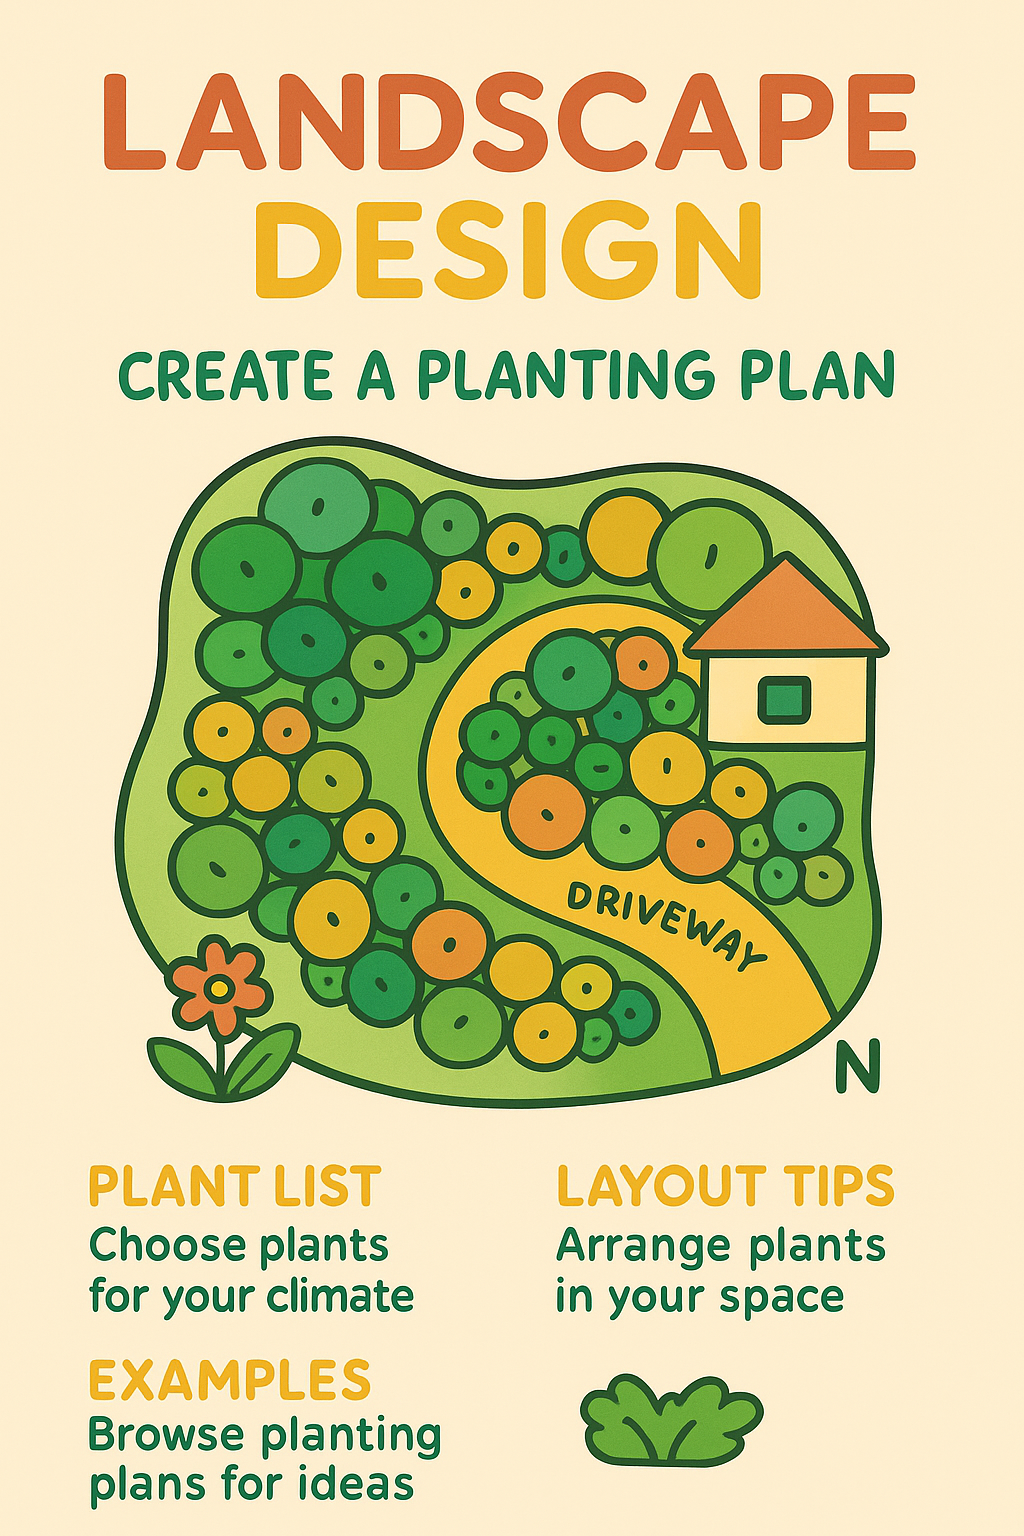 LANDSCAPE
DESIGN
CREATE A PLANTING PLAN
DRIVEWAY
N
PLANT LIST
Choose plants
for your climate
LAYOUT TIPS
Arrange plants
in your space
EXAMPLES
Browse planting
plans for ideas